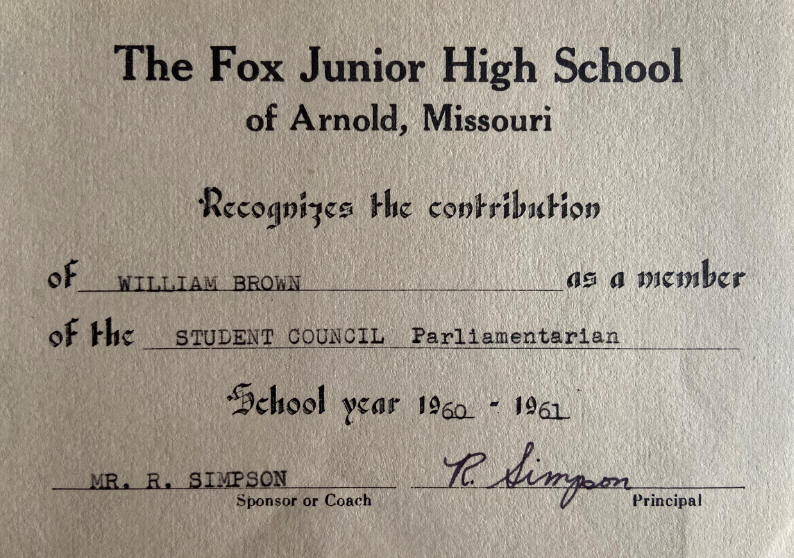 The Fox Junior High School
of Arnold, Missouri
Recognizes the contribution
of WILLIAM BROWN as a member
of the STUDENT COUNCIL Parliamentarian
School year 1960 - 1961
MR. R. SIMPSON R. Simpson
Sponsor or Coach Principal